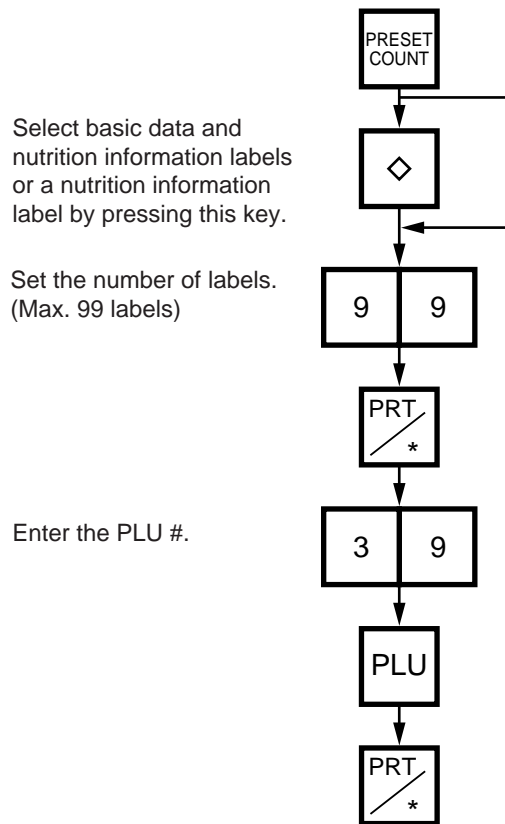 PRESET
COUNT
Select basic data and
nutrition information labels
or a nutrition information
label by pressing this key.
◇
Set the number of labels.
(Max. 99 labels)
9 9
PRT
*
Enter the PLU #.
3 9
PLU
PRT
*